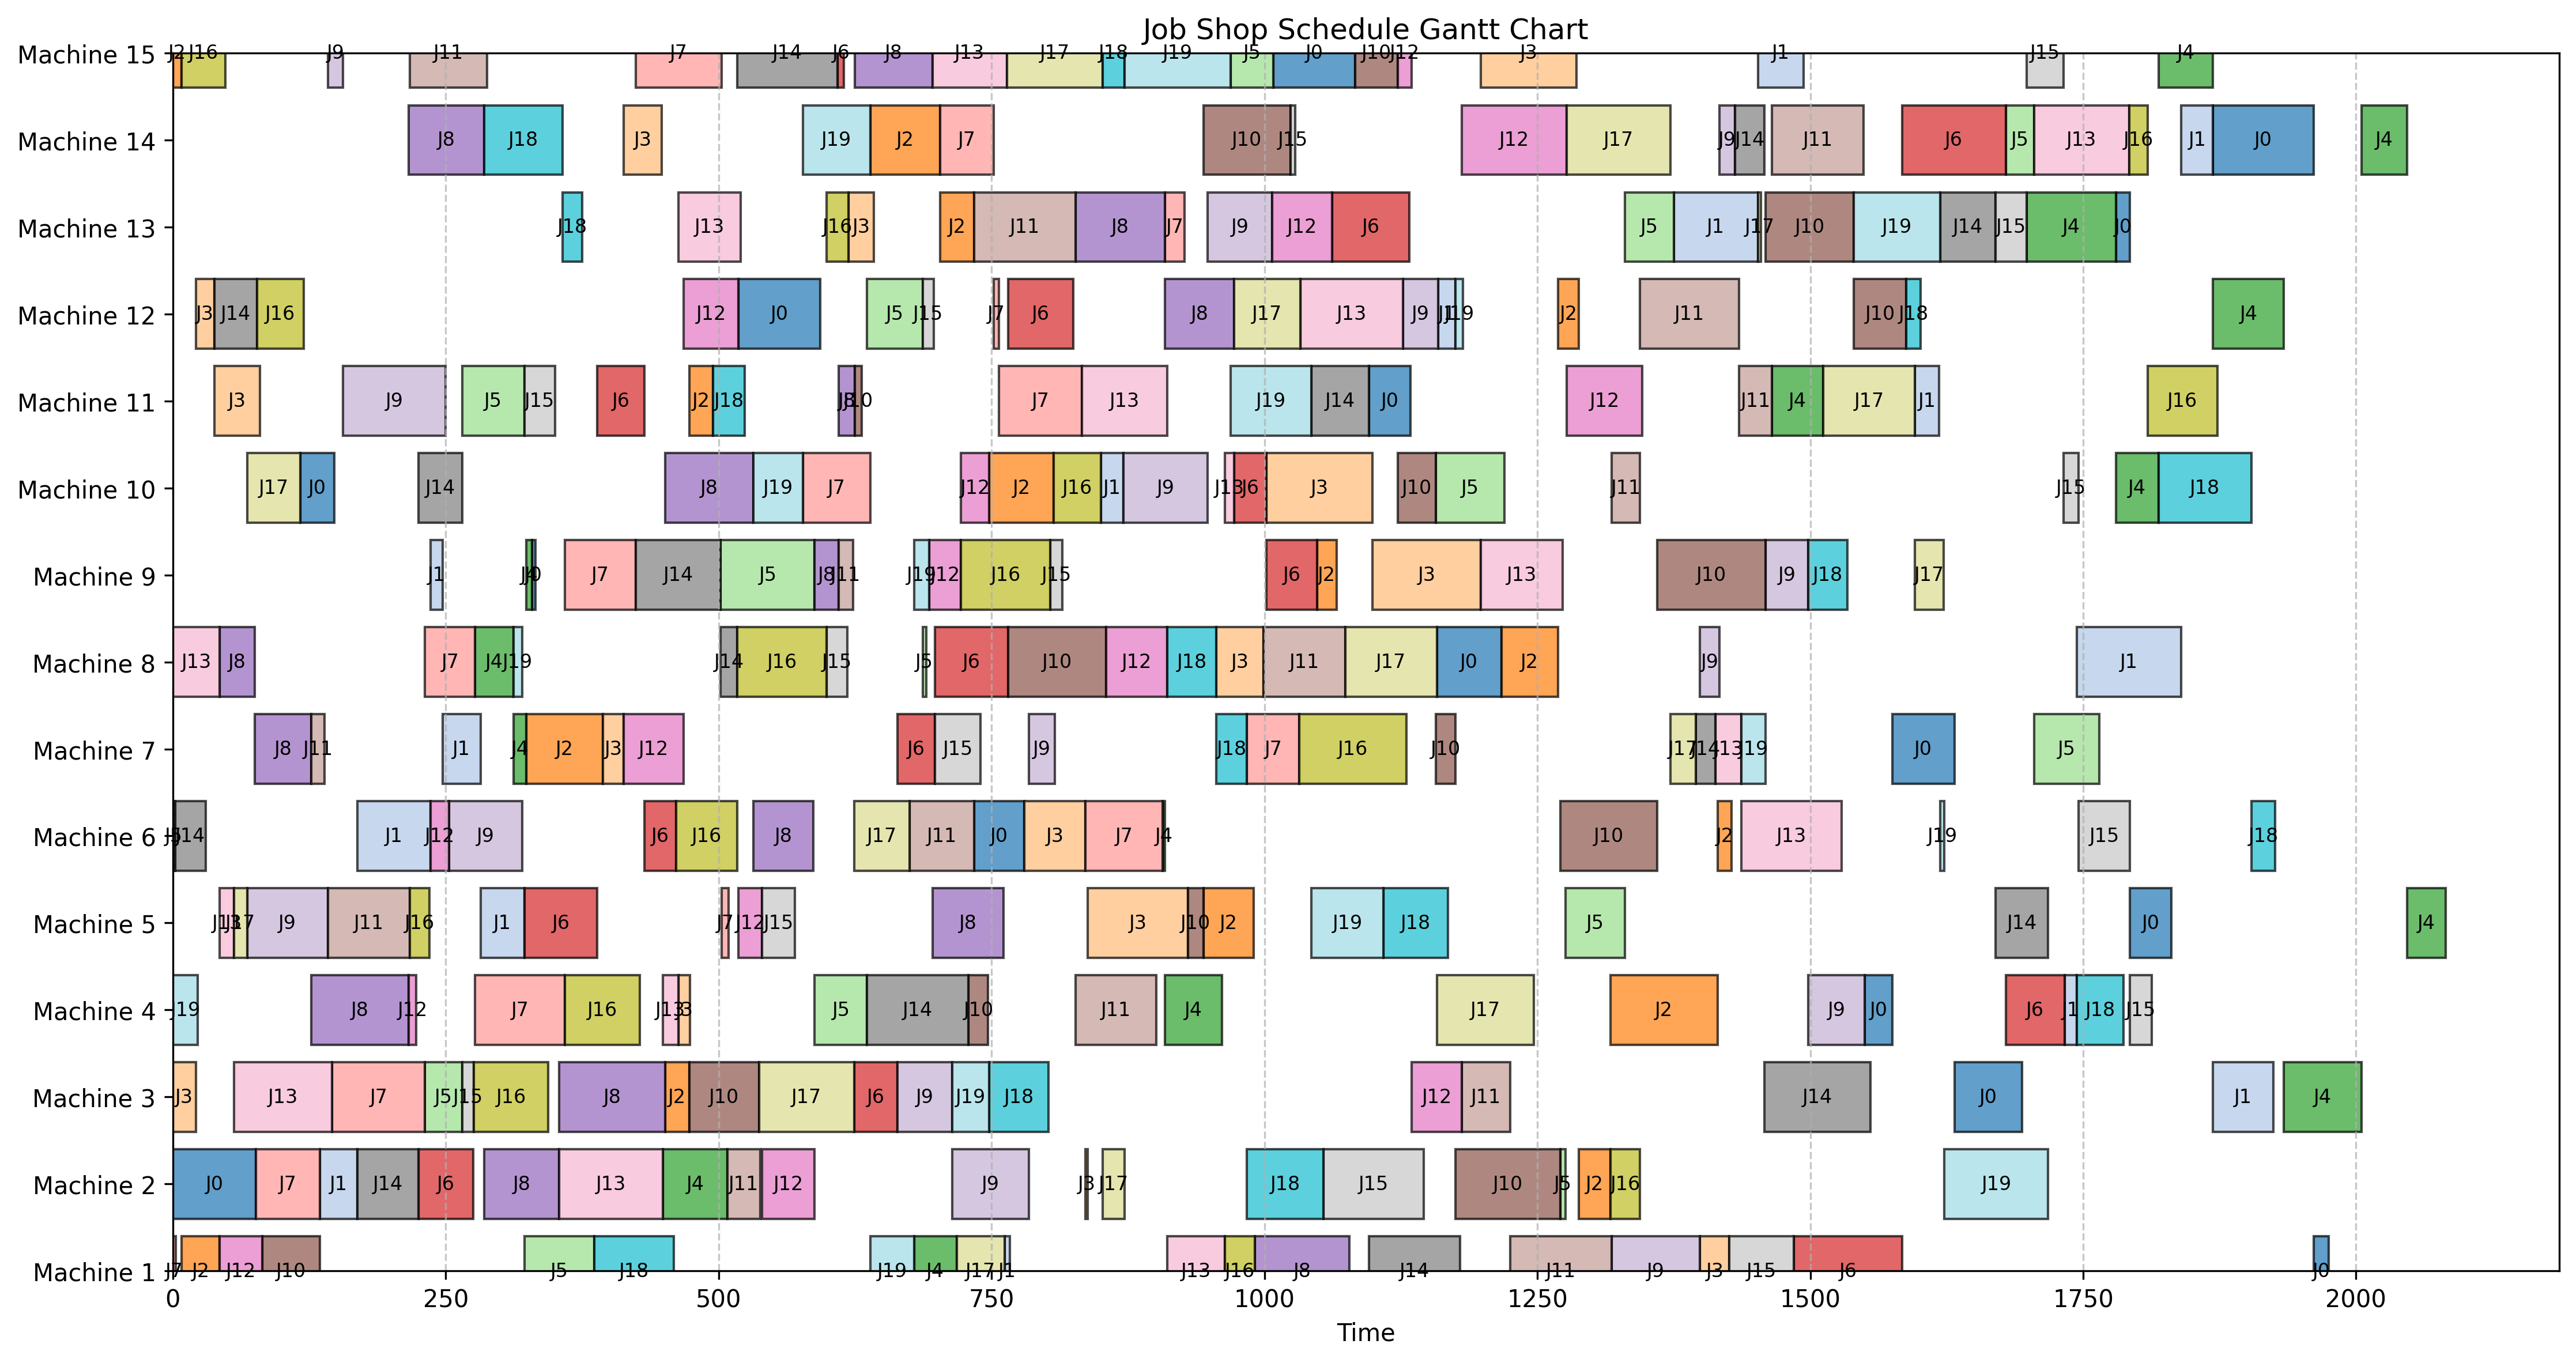 Job Shop Schedule Gantt Chart
Machine 15 J2 J16 J9 J11 J7 J14 J6 J8 J13 J17 J18 J19 J5 J0 J10 J12 J3 J1 J15 J4
Machine 14 J8 J18 J3 J19 J2 J7 J10 J15 J12 J17 J9 J14 J11 J6 J5 J13 J16 J1 J0 J4
Machine 13 J18 J13 J16 J3 J2 J11 J8 J7 J9 J12 J6 J5 J1 J17 J10 J19 J14 J15 J4 J0
Machine 12 J3 J14 J16 J12 J0 J5 J15 J7 J6 J8 J17 J13 J9 J1 J19 J2 J11 J10 J18 J4
Machine 11 J3 J9 J5 J15 J6 J2 J18 J8 J10 J7 J13 J19 J14 J0 J12 J11 J4 J17 J1 J16
Machine 10 J17 J0 J14 J8 J19 J7 J12 J2 J16 J1 J9 J13 J6 J3 J10 J5 J11 J15 J4 J18
Machine 9 J1 J4 J0 J7 J14 J5 J8 J11 J19 J12 J16 J15 J6 J2 J3 J13 J10 J9 J18 J17
Machine 8 J13 J8 J7 J4 J19 J14 J16 J15 J5 J6 J10 J12 J18 J3 J11 J17 J0 J2 J9 J1
Machine 7 J8 J11 J1 J4 J2 J3 J12 J6 J15 J9 J18 J7 J16 J10 J17 J14 J13 J19 J0 J5
Machine 6 J5 J14 J1 J12 J9 J6 J16 J8 J17 J11 J0 J3 J7 J4 J10 J2 J13 J19 J15 J18
Machine 5 J13 J17 J9 J11 J16 J1 J6 J7 J12 J15 J8 J3 J10 J2 J19 J18 J5 J14 J0 J4
Machine 4 J19 J8 J12 J7 J16 J13 J3 J5 J14 J10 J11 J4 J17 J2 J9 J0 J6 J1 J18 J15
Machine 3 J3 J13 J7 J5 J15 J16 J8 J2 J10 J17 J6 J9 J19 J18 J12 J11 J14 J0 J1 J4
Machine 2 J0 J7 J1 J14 J6 J8 J13 J4 J11 J12 J9 J3 J17 J18 J15 J10 J5 J2 J16 J19
Machine 1 J7 J2 J12 J10 J5 J18 J19 J4 J17 J1 J13 J16 J8 J14 J11 J9 J3 J15 J6 J0
0 250 500 750 1000 1250 1500 1750 2000
Time